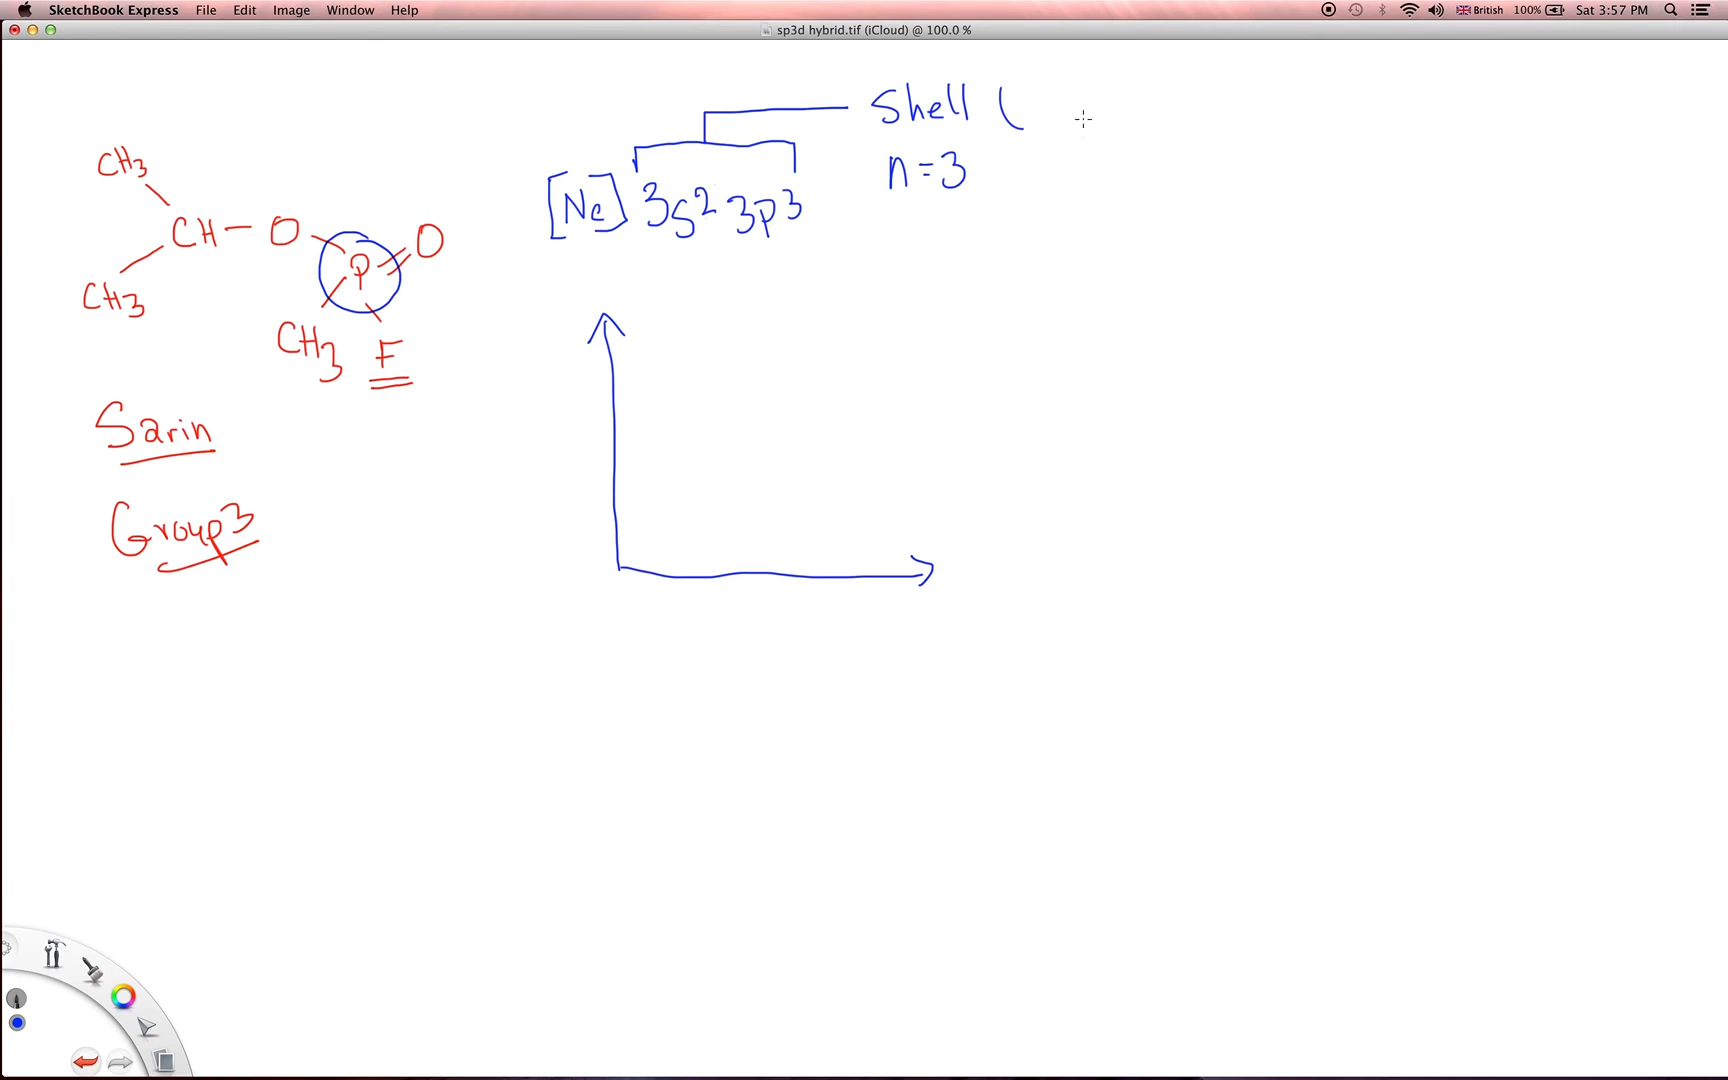 SketchBook Express File Edit Image Window Help British 100% Sat 3:57 PM
sp3d hybrid.tif (iCloud) @ 100.0 %
Shell (
n=3
[Ne] 3s2 3p3
CH3
CH-O
P=O
CH3
CH3 F
Sarin
Group3